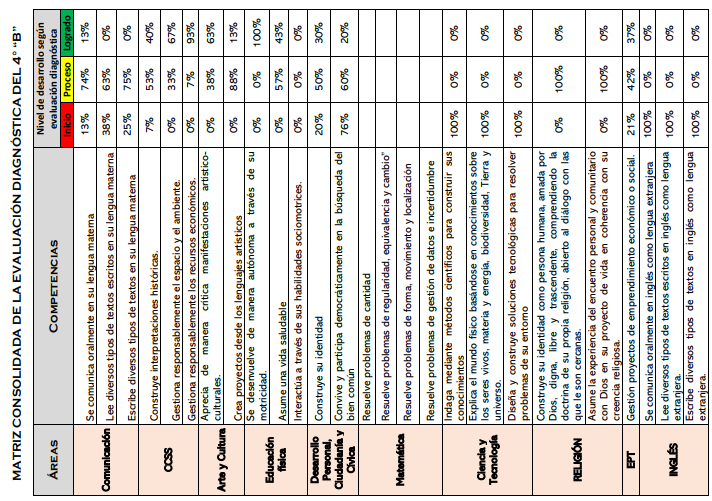 MATRIZ CONSOLIDADA DE LA EVALUACIÓN DIAGNÓSTICA DEL 4° "B"
ÁREAS
COMPETENCIAS
Nivel de desarrollo según
evaluación diagnóstica
Inicio Proceso Logrado
Comunicación
Se comunica oralmente en su lengua materna 13% 74% 13%
Lee diversos tipos de textos escritos en su lengua materna 38% 63% 0%
Escribe diversos tipos de textos en su lengua materna 25% 75% 0%
CCSS
Construye interpretaciones históricas. 7% 53% 40%
Gestiona responsablemente el espacio y el ambiente. 0% 33% 67%
Gestiona responsablemente los recursos económicos. 0% 7% 93%
Arte y Cultura
Aprecia de manera crítica manifestaciones artístico-
culturales. 0% 38% 63%
Crea proyectos desde los lenguajes artísticos 0% 88% 13%
Educación
física
Se desenvuelve de manera autónoma a través de su
motricidad. 0% 0% 100%
Asume una vida saludable 0% 57% 43%
Interactúa a través de sus habilidades sociomotrices. 0% 0% 0%
Desarrollo
Personal,
Ciudadanía y
Cívica
Construye su identidad 20% 50% 30%
Convive y participa democráticamente en la búsqueda del
bien común 76% 60% 20%
Matemática
Resuelve problemas de cantidad
Resuelve problemas de regularidad, equivalencia y cambio"
Resuelve problemas de forma, movimiento y localización
Resuelve problemas de gestión de datos e incertidumbre
Ciencia y
Tecnología
Indaga mediante métodos científicos para construir sus
conocimientos 100% 0% 0%
Explica el mundo físico basándose en conocimientos sobre
los seres vivos, materia y energía, biodiversidad, Tierra y
universo. 100% 0% 0%
Diseña y construye soluciones tecnológicas para resolver
problemas de su entorno 100% 0% 0%
RELIGIÓN
Construye su identidad como persona humana, amada por
Dios, digna, libre y trascendente, comprendiendo la
doctrina de su propia religión, abierto al diálogo con las
que le son cercanas. 0% 100% 0%
Asume la experiencia del encuentro personal y comunitario
con Dios en su proyecto de vida en coherencia con su
creencia religiosa. 0% 100% 0%
EPT
Gestión proyectos de emprendimiento económico o social. 21% 42% 37%
INGLÉS
Se comunica oralmente en inglés como lengua extranjera 100% 0% 0%
Lee diversos tipos de textos escritos en inglés como lengua
extranjera. 100% 0% 0%
Escribe diversos tipos de textos en inglés como lengua
extranjera. 100% 0% 0%